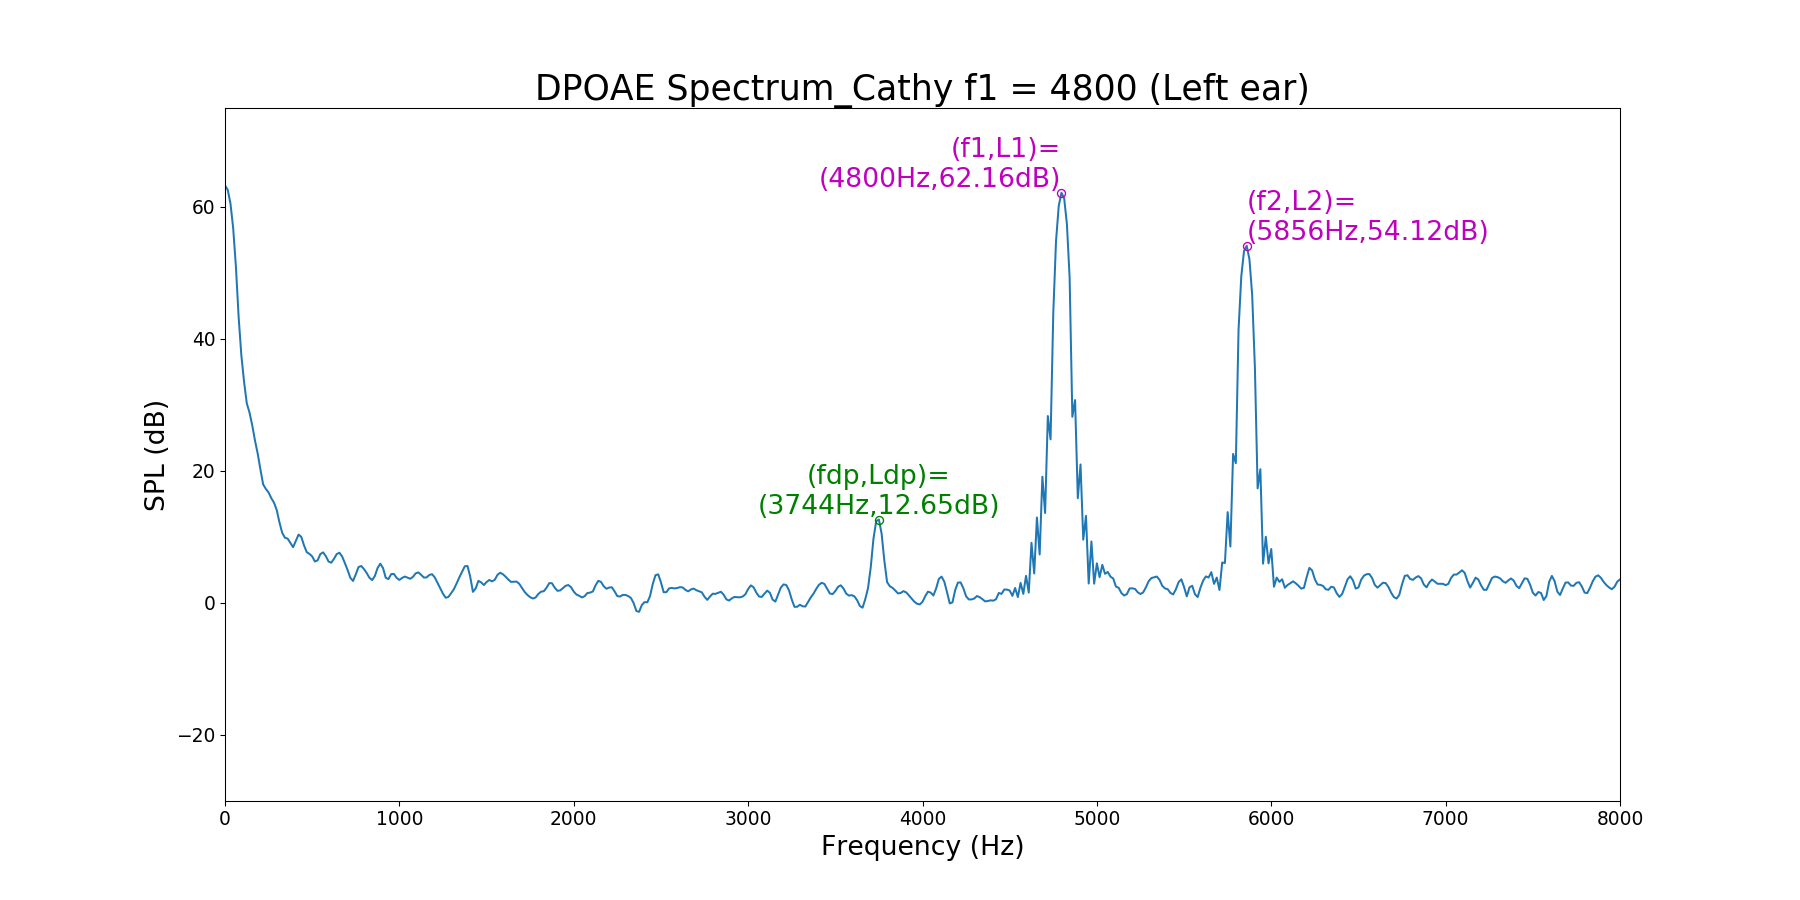 DPOAE Spectrum_Cathy f1 = 4800 (Left ear)
(f1,L1)=
(4800Hz,62.16dB)
(f2,L2)=
(5856Hz,54.12dB)
(fdp,Ldp)=
(3744Hz,12.65dB)
SPL (dB)
60
40
20
0
−20
0 1000 2000 3000 4000 5000 6000 7000 8000
Frequency (Hz)